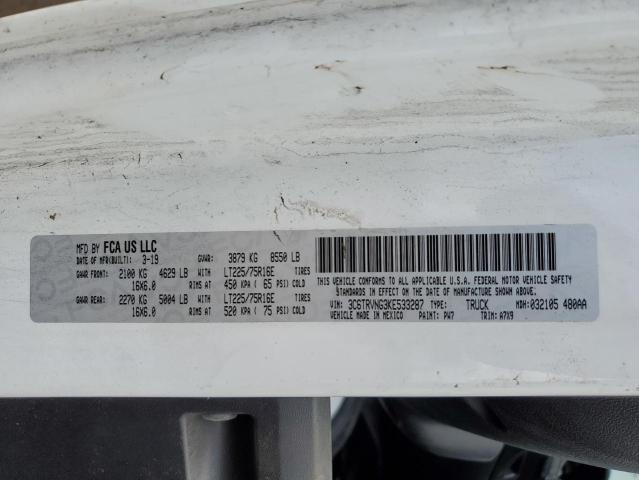 MFD BY FCA US LLC
DATE OF MFR(BUILT): 3-19 GVWR: 3879 KG 8550 LB
GAWR FRONT: 2100 KG 4629 LB WITH LT225/75R16E TIRES
16X6.0 RIMS AT 450 KPA ( 65 PSI) COLD
GAWR REAR: 2270 KG 5004 LB WITH LT225/75R16E TIRES
16X6.0 RIMS AT 520 KPA ( 75 PSI) COLD
THIS VEHICLE CONFORMS TO ALL APPLICABLE U.S.A. FEDERAL MOTOR VEHICLE SAFETY
STANDARDS IN EFFECT ON THE DATE OF MANUFACTURE SHOWN ABOVE.
VIN: 3C6TRVNG3KE533287 TYPE: TRUCK MDH: 032105 480AA
VEHICLE MADE IN MEXICO PAINT: PW7 TRIM: A7X9